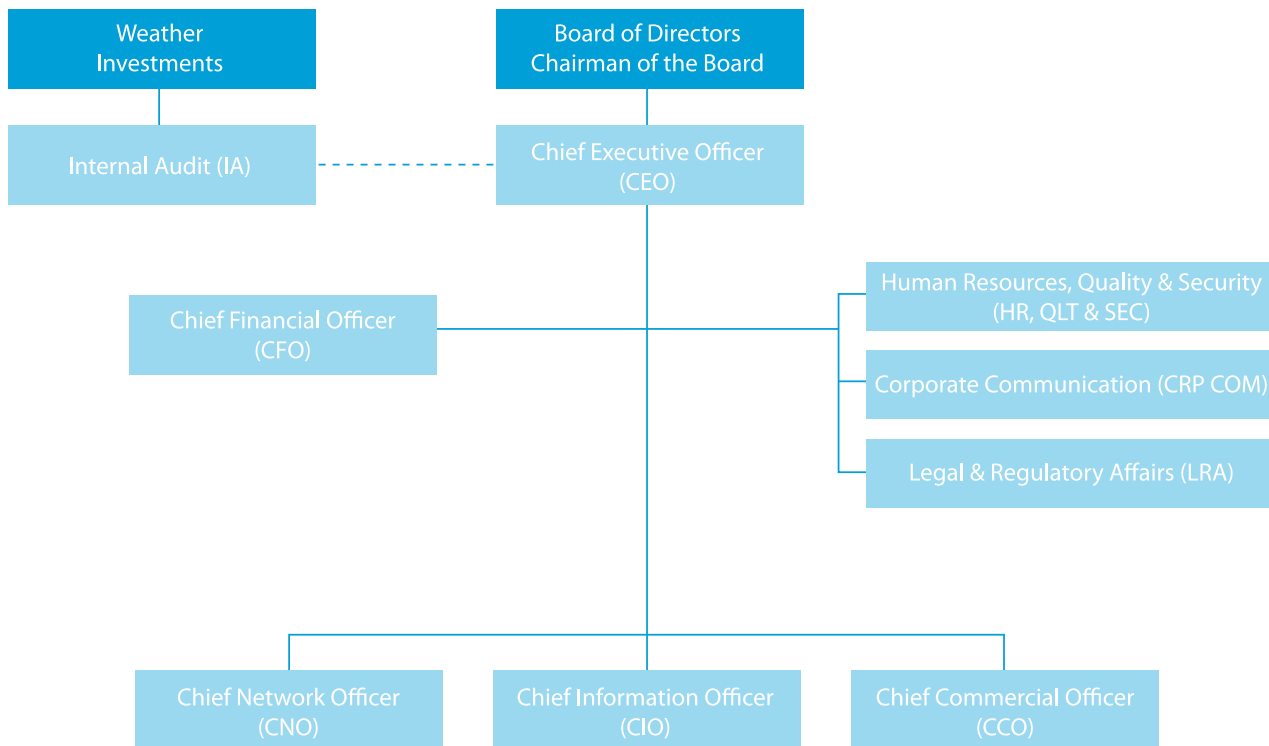 Weather
Investments
Board of Directors
Chairman of the Board
Internal Audit (IA)
Chief Executive Officer
(CEO)
Human Resources, Quality & Security
(HR, QLT & SEC)
Chief Financial Officer
(CFO)
Corporate Communication (CRP COM)
Legal & Regulatory Affairs (LRA)
Chief Network Officer
(CNO)
Chief Information Officer
(CIO)
Chief Commercial Officer
(CCO)